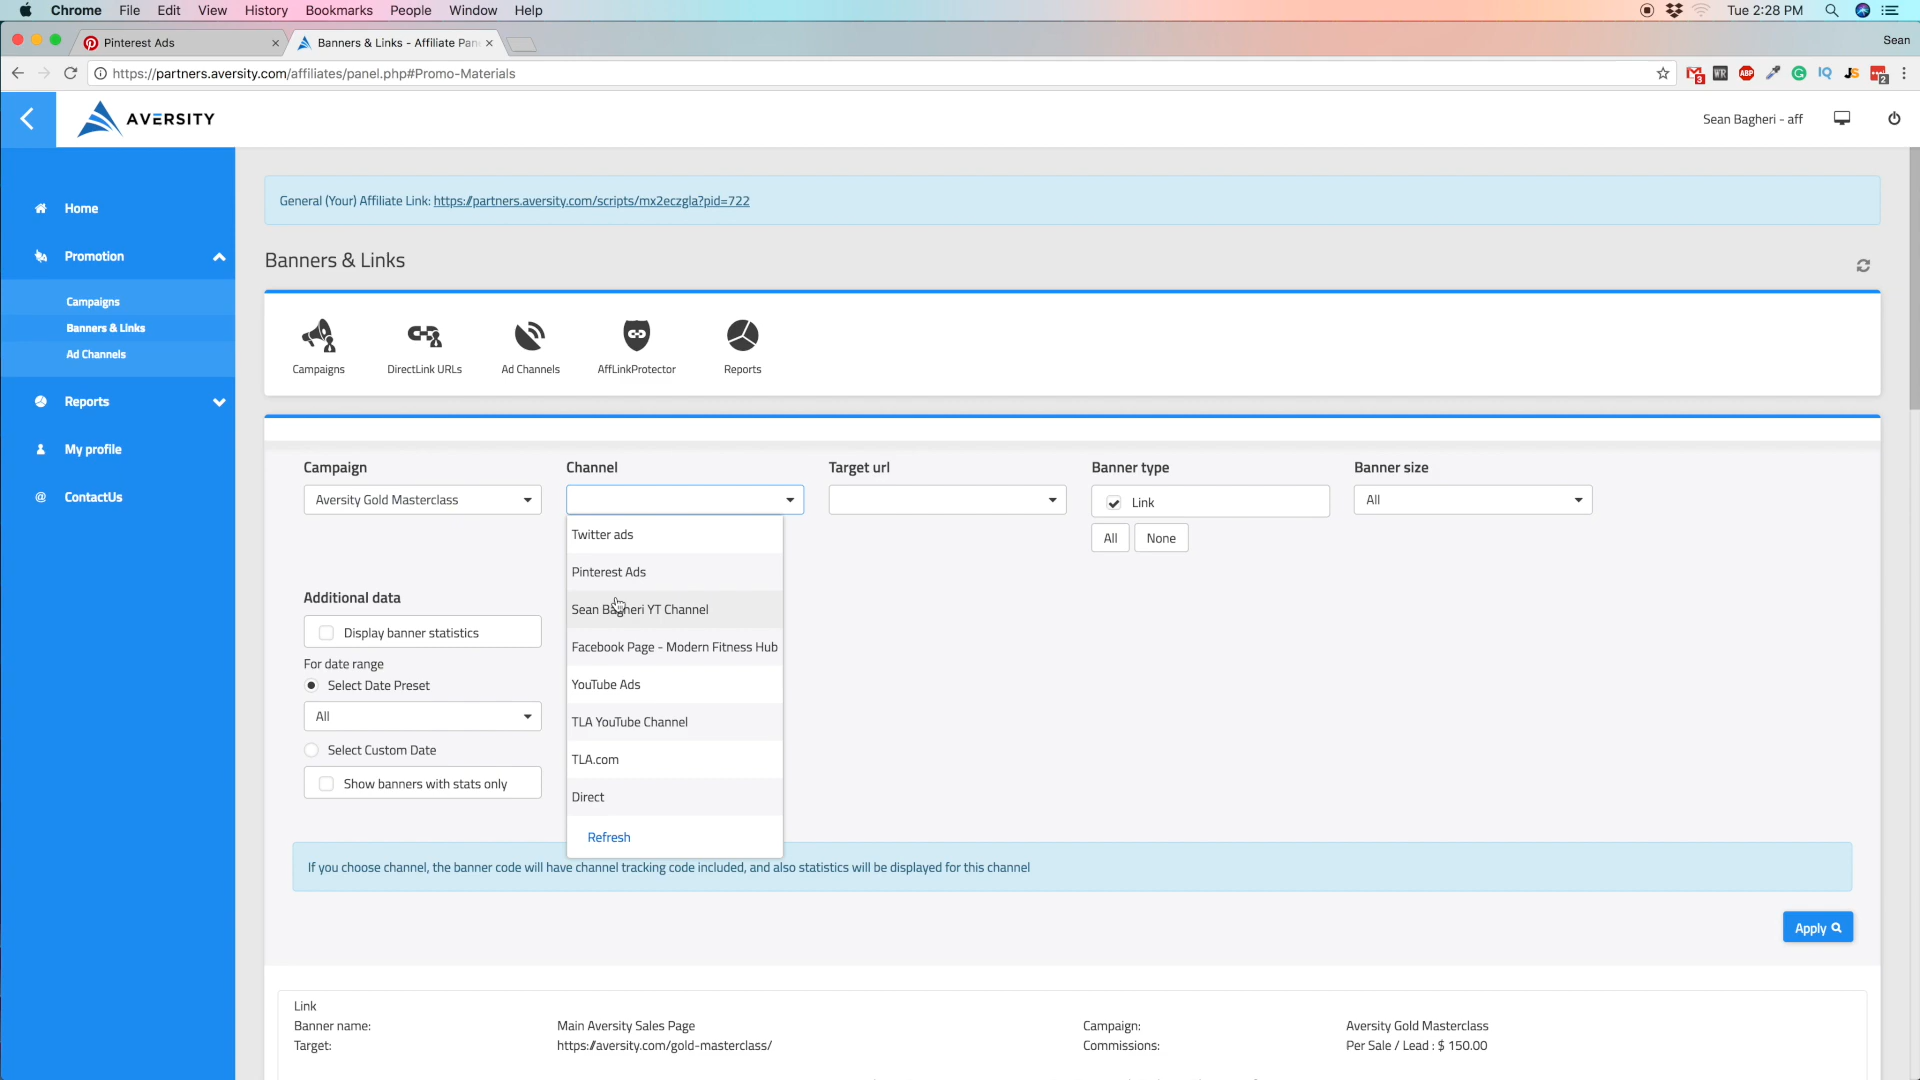 Chrome File Edit View History Bookmarks People Window Help Tue 2:28 PM
Pinterest Ads
Banners & Links - Affiliate Pan
Sean
https://partners.aversity.com/affiliates/panel.php#Promo-Materials
3 WR ABP G IQ JS 2
AVERSITY
Sean Bagheri - aff
Home
Promotion
Campaigns
Banners & Links
Ad Channels
Reports
My profile
@ ContactUs
General (Your) Affiliate Link: https://partners.aversity.com/scripts/mx2eczgla?pid=722
Banners & Links
Campaigns DirectLink URLs Ad Channels AffLinkProtector Reports
Campaign Channel Target url Banner type Banner size
Aversity Gold Masterclass
Link
All
All None
Twitter ads
Pinterest Ads
Sean Bagheri YT Channel
Facebook Page - Modern Fitness Hub
YouTube Ads
TLA YouTube Channel
TLA.com
Direct
Refresh
Additional data
Display banner statistics
For date range
Select Date Preset
All
Select Custom Date
Show banners with stats only
If you choose channel, the banner code will have channel tracking code included, and also statistics will be displayed for this channel
Apply
Link
Banner name: Main Aversity Sales Page Campaign: Aversity Gold Masterclass
Target: https://aversity.com/gold-masterclass/ Commissions: Per Sale / Lead : $ 150.00